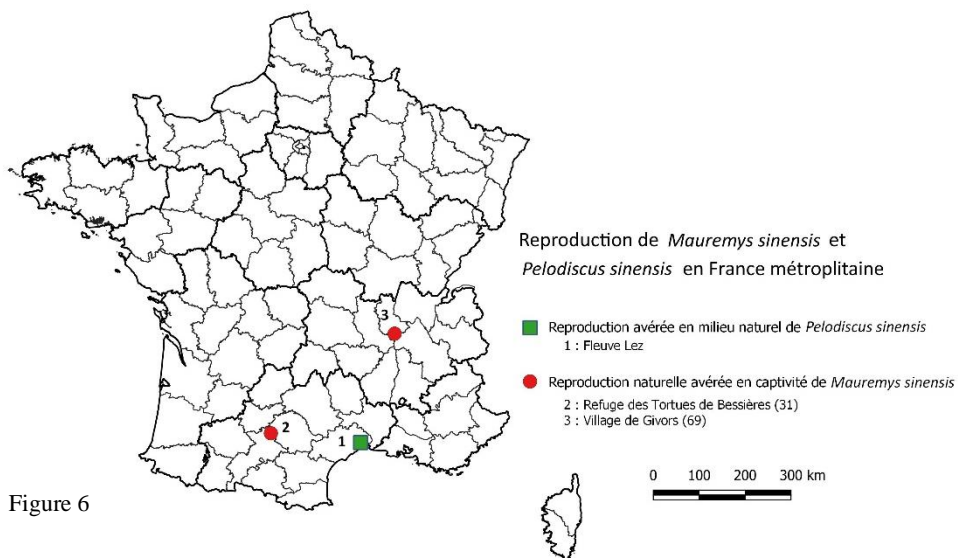 Reproduction de Mauremys sinensis et
Pelodiscus sinensis en France métroplitaine
3
Reproduction avérée en milieu naturel de Pelodiscus sinensis
1 : Fleuve Lez
Reproduction naturelle avérée en captivité de Mauremys sinensis
2 : Refuge des Tortues de Bessières (31)
3 : Village de Givors (69)
2
1
0 100 200 300 km
Figure 6